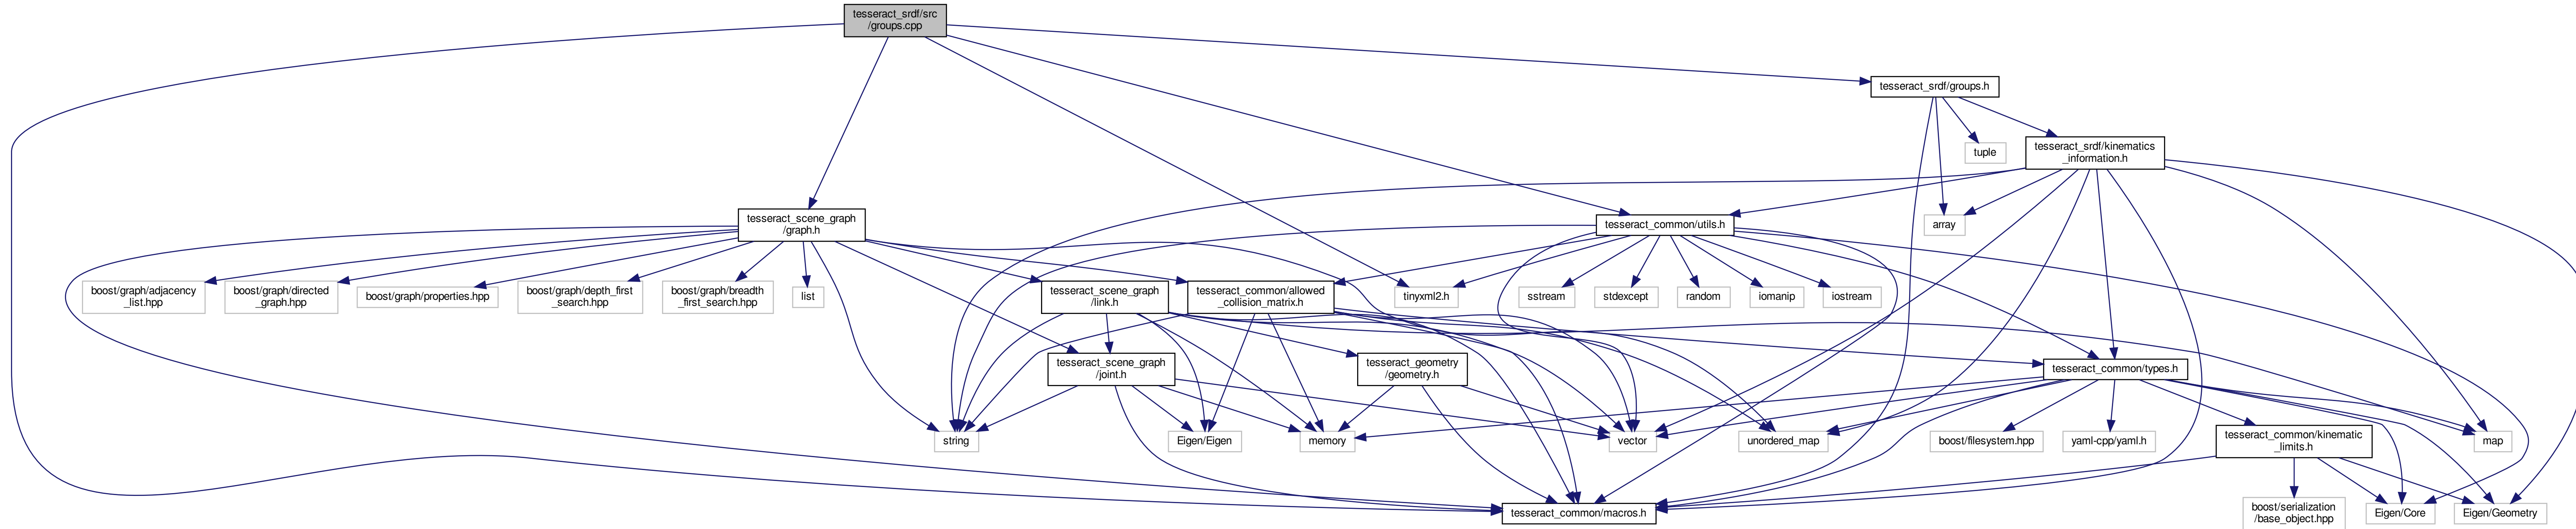 tesseract_srdf/src
/groups.cpp
tesseract_srdf/groups.h
tuple
tesseract_srdf/kinematics
_information.h
tesseract_scene_graph
/graph.h
tesseract_common/utils.h
array
boost/graph/adjacency
_list.hpp
boost/graph/directed
_graph.hpp
boost/graph/properties.hpp
boost/graph/depth_first
_search.hpp
boost/graph/breadth
_first_search.hpp
list
tesseract_scene_graph
/link.h
tesseract_common/allowed
_collision_matrix.h
tinyxml2.h
sstream
stdexcept
random
iomanip
iostream
tesseract_scene_graph
/joint.h
tesseract_geometry
/geometry.h
tesseract_common/types.h
string
Eigen/Eigen
memory
vector
unordered_map
boost/filesystem.hpp
yaml-cpp/yaml.h
tesseract_common/kinematic
_limits.h
map
tesseract_common/macros.h
boost/serialization
/base_object.hpp
Eigen/Core
Eigen/Geometry